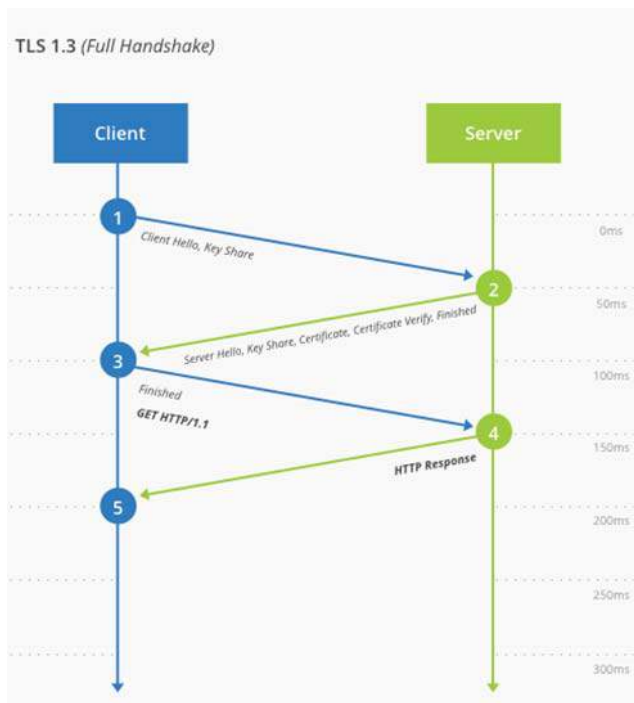 TLS 1.3 (Full Handshake)
Client
Server
1
Client Hello, Key Share
0ms
2
50ms
Server Hello, Key Share, Certificate, Certificate Verify, Finished
3
100ms
Finished
GET HTTP/1.1
4
150ms
HTTP Response
5
200ms
250ms
300ms